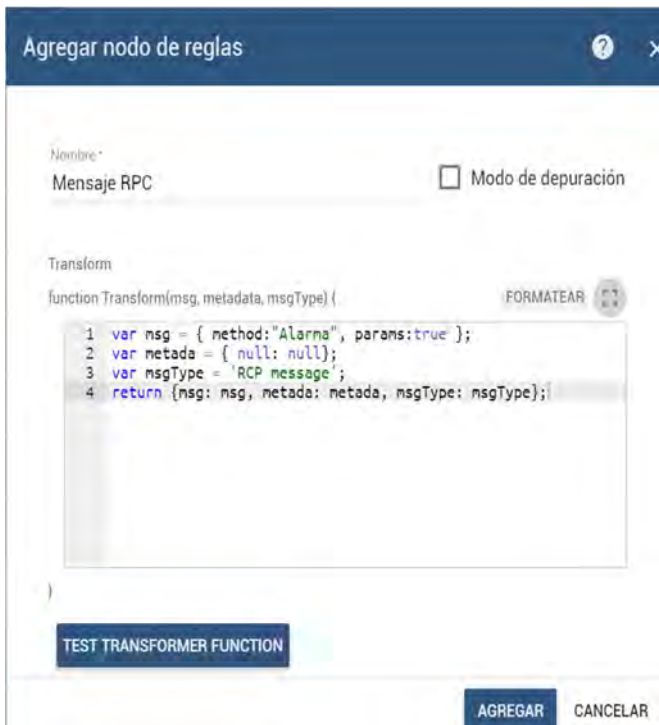 Agregar nodo de reglas
Nombre *
Mensaje RPC
Modo de depuración
Transform
function Transform(msg, metadata, msgType) {
FORMATEAR
1 var msg = { method:"Alarma", params:true };
2 var metada = { null: null};
3 var msgType = 'RCP message';
4 return {msg: msg, metada: metada, msgType: msgType};
}
TEST TRANSFORMER FUNCTION
AGREGAR CANCELAR